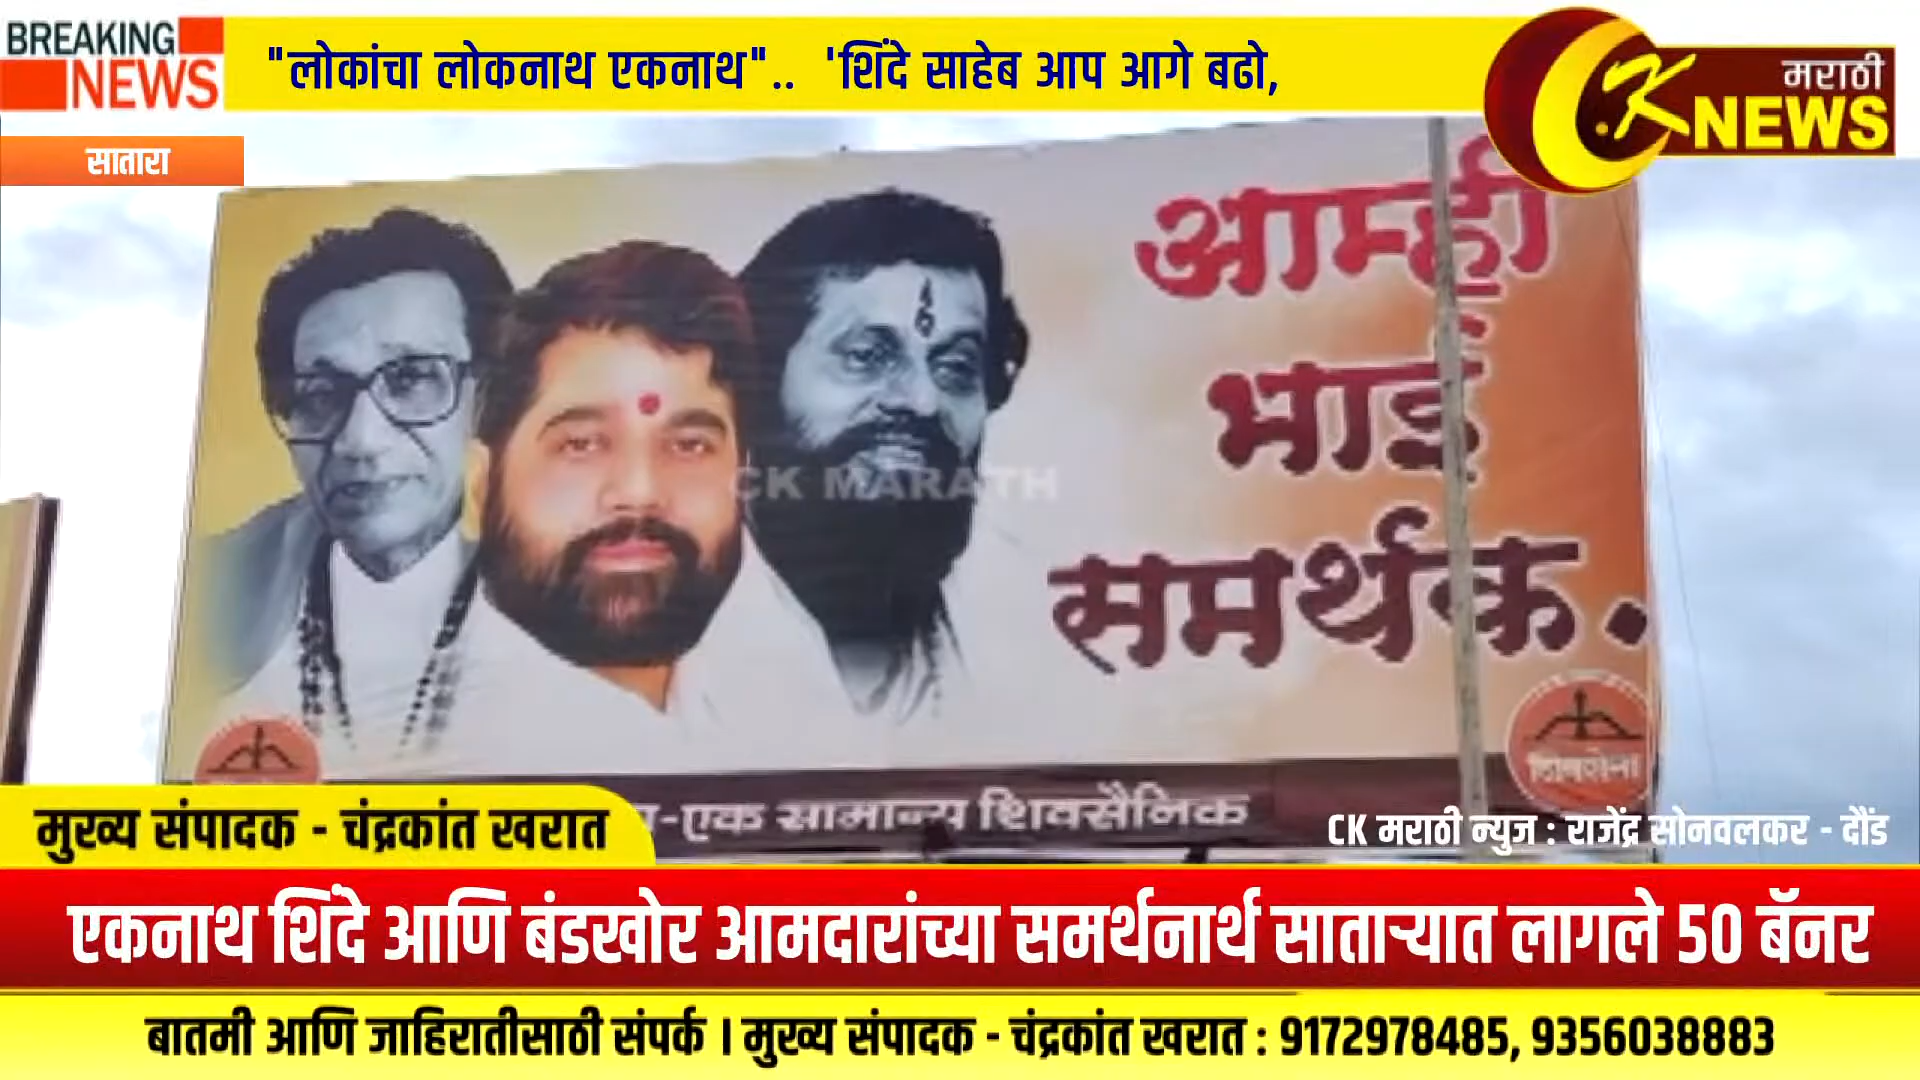 BREAKING
NEWS
"लोकांचा लोकनाथ एकनाथ".. 'शिंदे साहेब आप आगे बढो,
मराठी
CK NEWS
सातारा
आम्ही
भाई
समर्थक.
CK MARATH
शिवसेना
-एक सामान्य शिवसैनिक
मुख्य संपादक - चंद्रकांत खरात
CK मराठी न्युज : राजेंद्र सोनवलकर - दौंड
एकनाथ शिंदे आणि बंडखोर आमदारांच्या समर्थनार्थ साताऱ्यात लागले 50 बॅनर
बातमी आणि जाहिरातीसाठी संपर्क । मुख्य संपादक - चंद्रकांत खरात : 9172978485, 9356038883